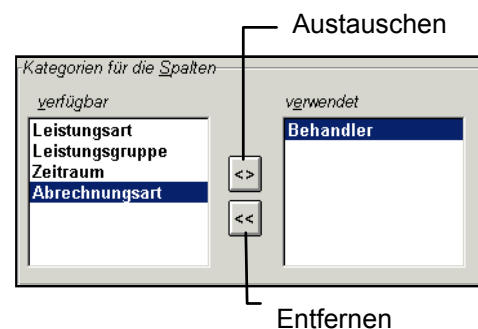 Austauschen
Kategorien für die Spalten
verfügbar
verwendet
Leistungsart
Leistungsgruppe
Zeitraum
Abrechnungsart
Behandler
<>
<<
Entfernen